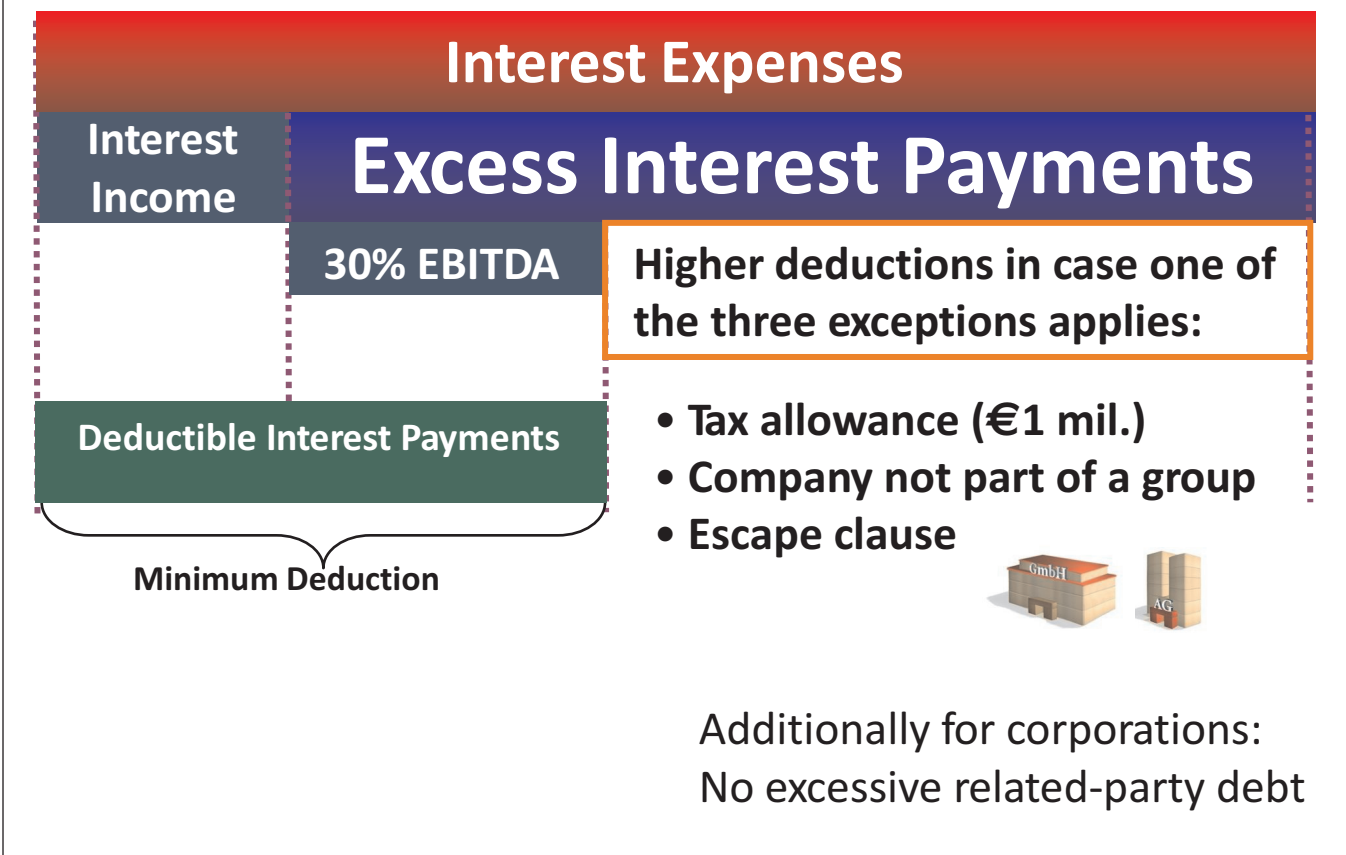 Interest Expenses
Interest
Income
Excess Interest Payments
30% EBITDA
Higher deductions in case one of
the three exceptions applies:
Deductible Interest Payments
Minimum Deduction
• Tax allowance (€1 mil.)
• Company not part of a group
• Escape clause
GmbH
AG
Additionally for corporations:
No excessive related-party debt